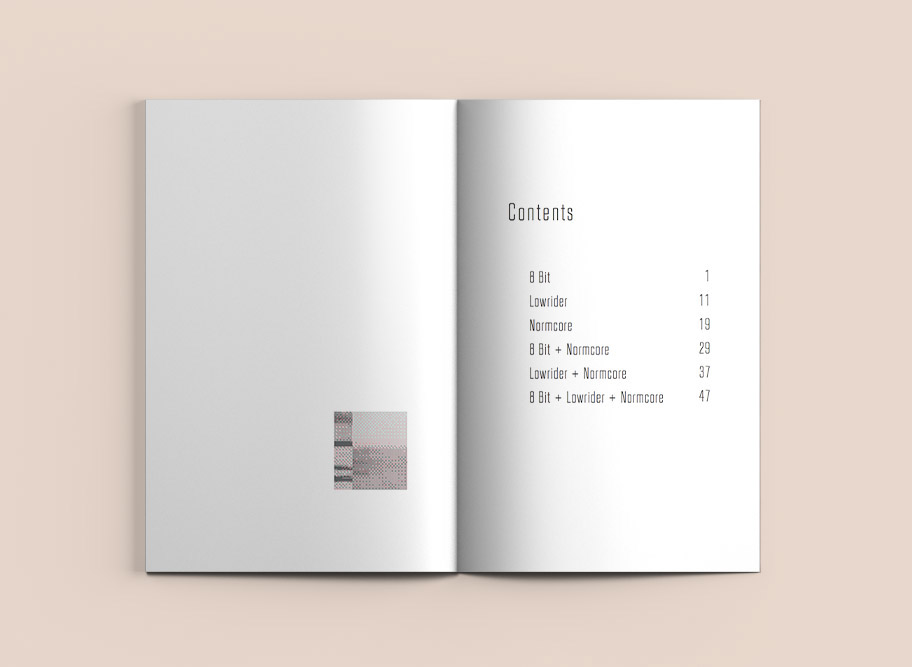 Contents
8 Bit 1
Lowrider 11
Normcore 19
8 Bit + Normcore 29
Lowrider + Normcore 37
8 Bit + Lowrider + Normcore 47